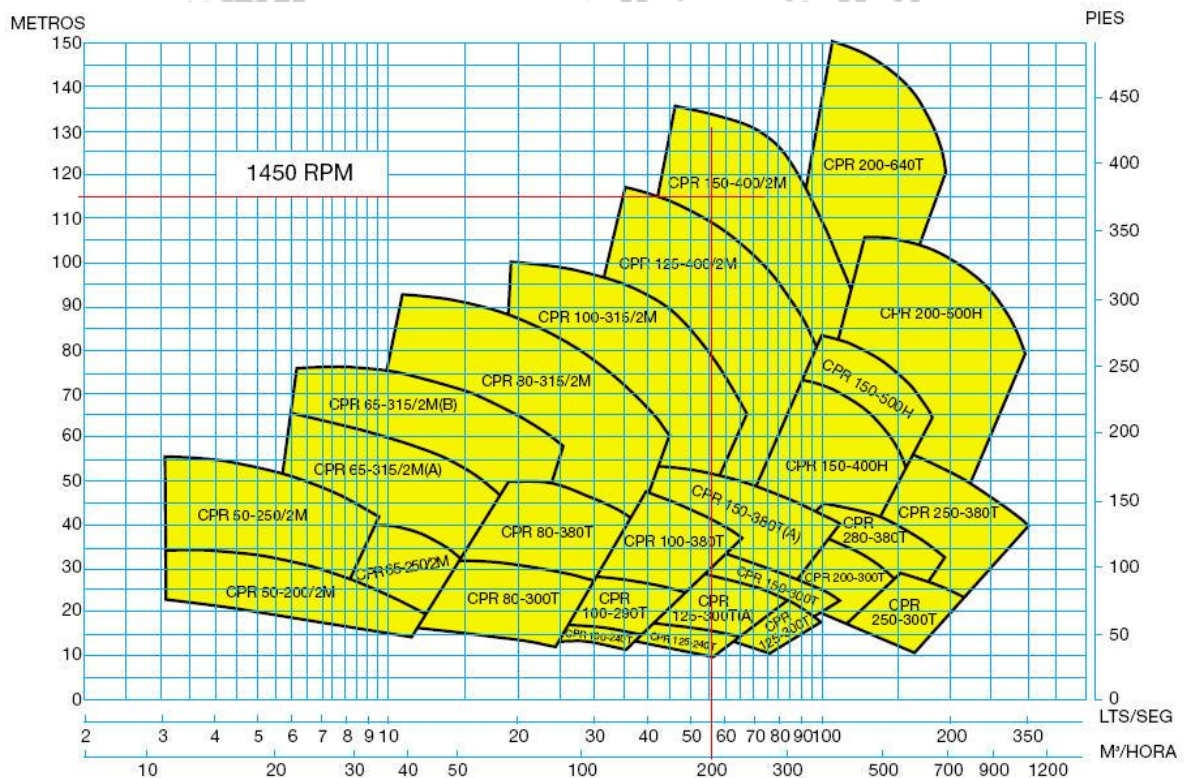 METROS
PIES
150
140
450
130
120
400
1450 RPM
CPR 200-640T
CPR 150-400/2M
110
350
100
CPR 125-400/2M
300
90
CPR 100-315/2M
CPR 200-500H
80
250
CPR 80-315/2M
CPR 150-500H
70
CPR 65-315/2M(B)
60
200
CPR 65-315/2M(A)
CPR 150-400H
50
150
CPR 50-250/2M
CPR 80-380T
CPR 150-380T(A)
CPR 250-380T
40
CPR 100-380T
CPR
280-380T
30
100
CPR 65-250/2M
CPR 50-200/2M
CPR 80-300T
CPR
100-290T
CPR
125-300T(A)
CPR 150-300T
CPR 200-300T
20
CPR
125-300T
CPR
250-300T
50
CPR 100-240T
CPR 125-240T
10
0
0
LTS/SEG
2 3 4 5 6 7 8 9 10 20 30 40 50 60 70 80 90 100 200 350
M³/HORA
10 20 30 40 50 100 200 300 500 700 900 1200